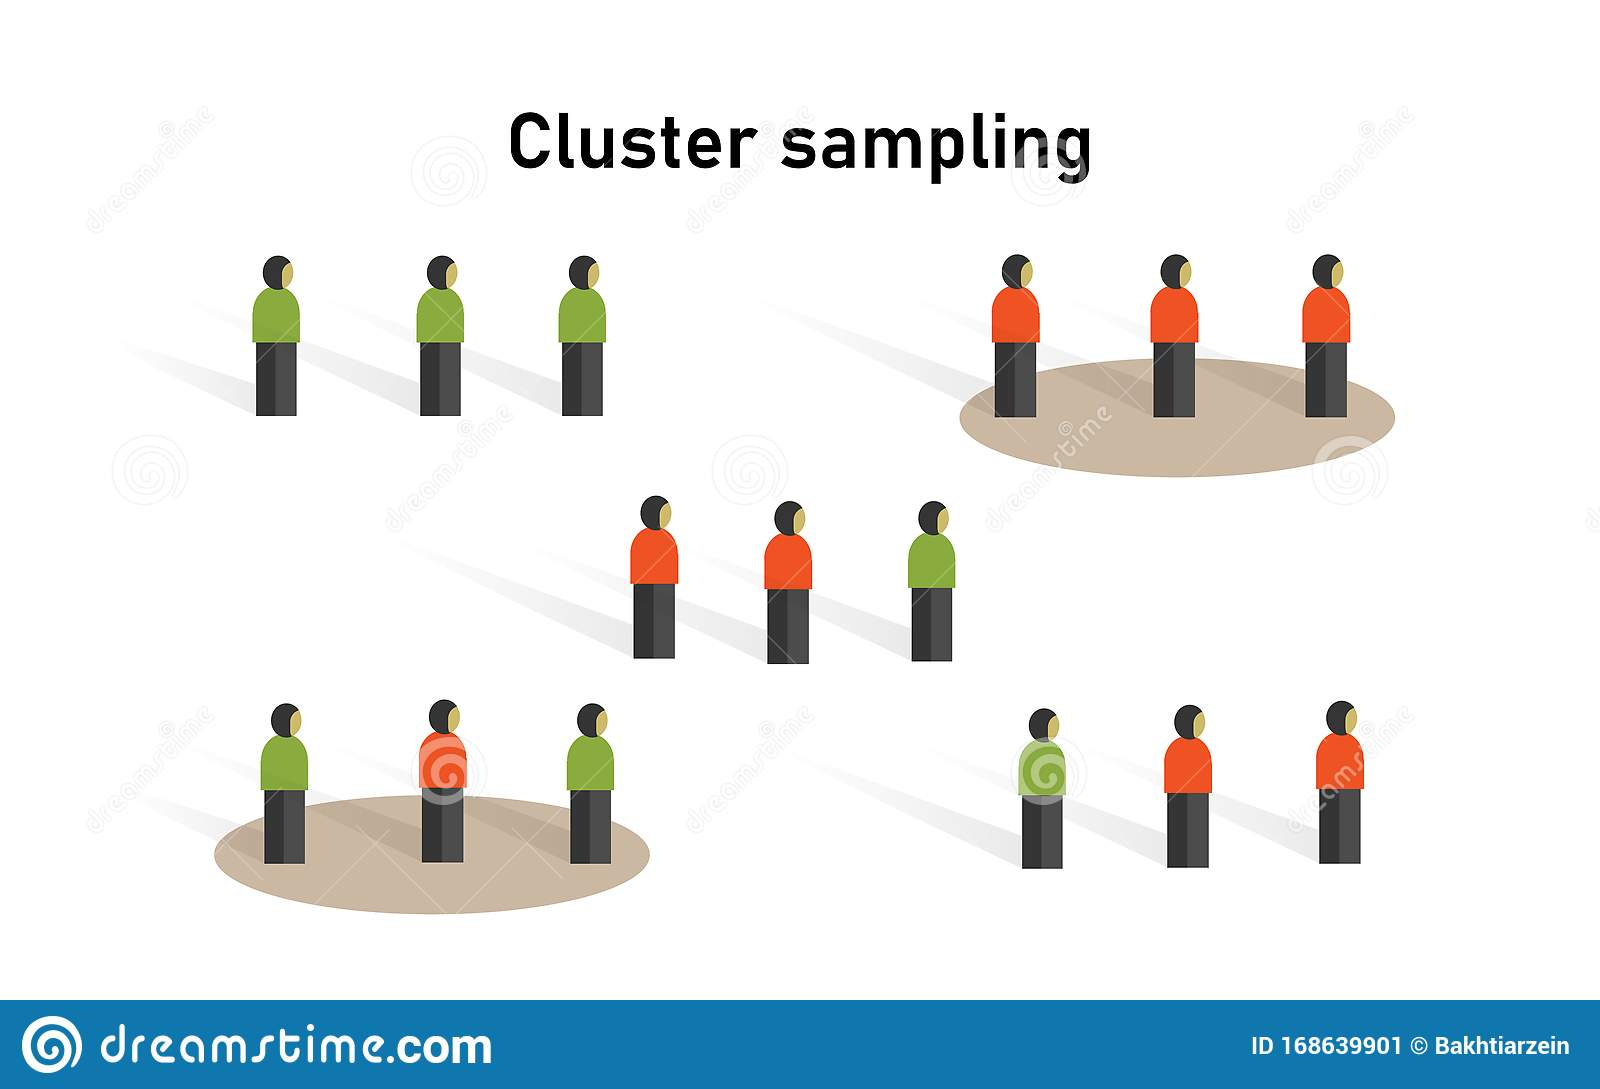 Cluster sampling
dreamstime.com
ID 168639901 © Bakhtiarzein